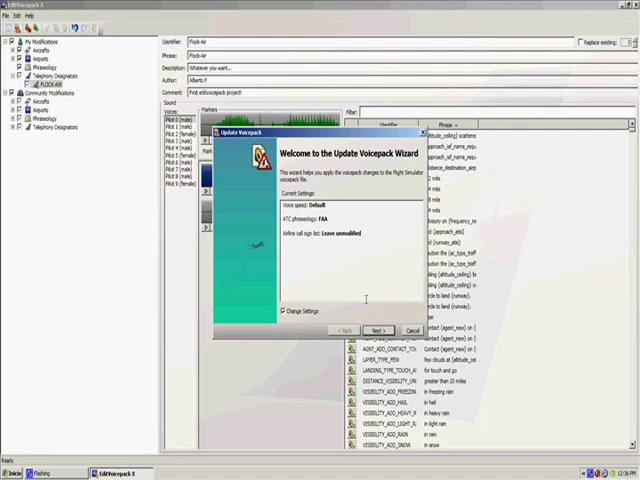 EditVoicepack X
File Edit Help
My Modifications
Aircrafts
Airports
Phraseology
Telephony Designators
FLOCK-AIR
Community Modifications
Aircrafts
Airports
Phraseology
Telephony Designators
Identifier: Flock-Air
Replace existing: 0
Phrase: Flock-Air
Description: Whatever you want...
Author: Alberto F
Comment: First editvoicepack project!
Sound
Voices:
Pilot 0 (male)
Pilot 1 (male)
Pilot 2 (female)
Pilot 3 (male)
Pilot 4 (male)
Pilot 5 (female)
Pilot 6 (male)
Pilot 7 (male)
Pilot 8 (male)
Pilot 9 (female)
Markers
Filter:
Identifier Phrase
Update Voicepack
Welcome to the Update Voicepack Wizard
This wizard helps you apply the voicepack changes to the Flight Simulator
voicepack file.
Current Settings:
Voice speed: Default
ATC phraseology: FAA
Airline call sign list: Leave unmodified
Change Settings
< Back Next > Cancel
AGNT_ADD_CONTACT_TO Contact {agent_new} on {
LAYER_TYPE_FEW few clouds at {altitude_ceil
LANDING_TYPE_TOUCH_A for touch and go
DISTANCE_VISIBILITY_UN greater than 20 miles
VISIBILITY_ADD_FREEZING in freezing rain
VISIBILITY_ADD_HAIL in hail
VISIBILITY_ADD_HEAVY_R in heavy rain
VISIBILITY_ADD_LIGHT_R in light rain
VISIBILITY_ADD_RAIN in rain
VISIBILITY_ADD_SNOW in snow
Ready
Inicio Flashing EditVoicepack X 12:36 PM